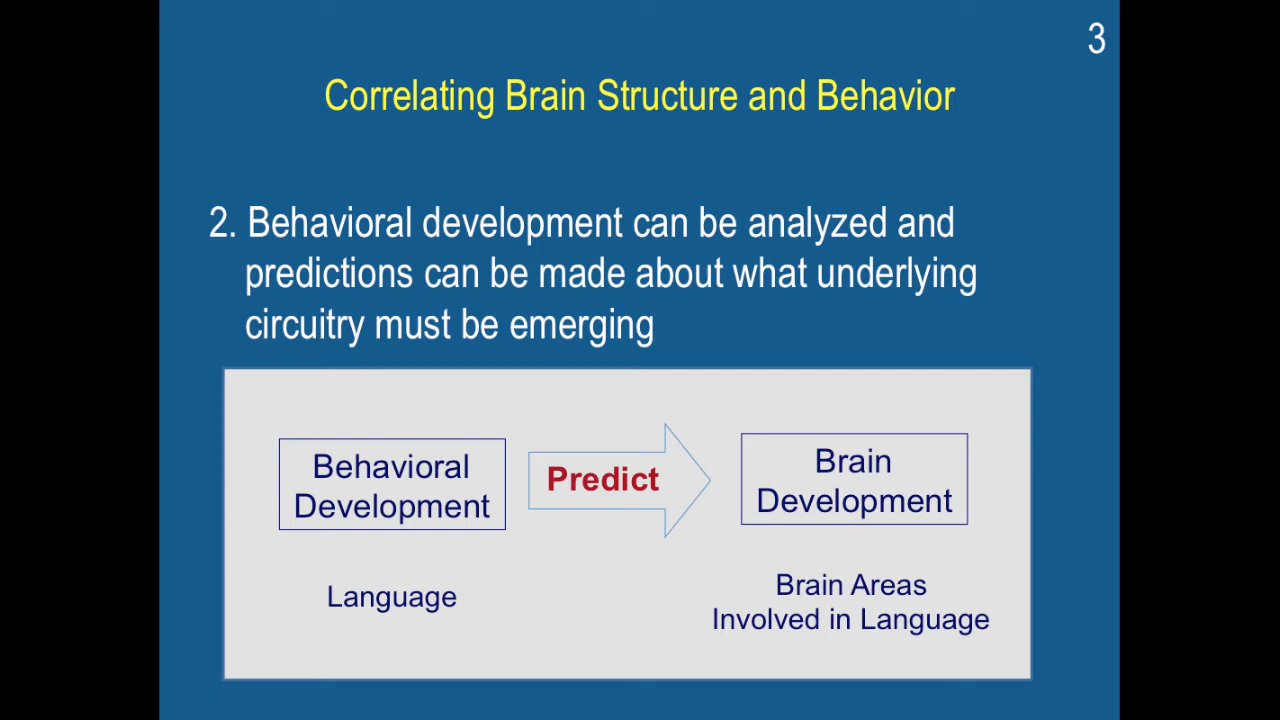 3
Correlating Brain Structure and Behavior
2. Behavioral development can be analyzed and
predictions can be made about what underlying
circuitry must be emerging
Behavioral
Development
Predict
Brain
Development
Language
Brain Areas
Involved in Language